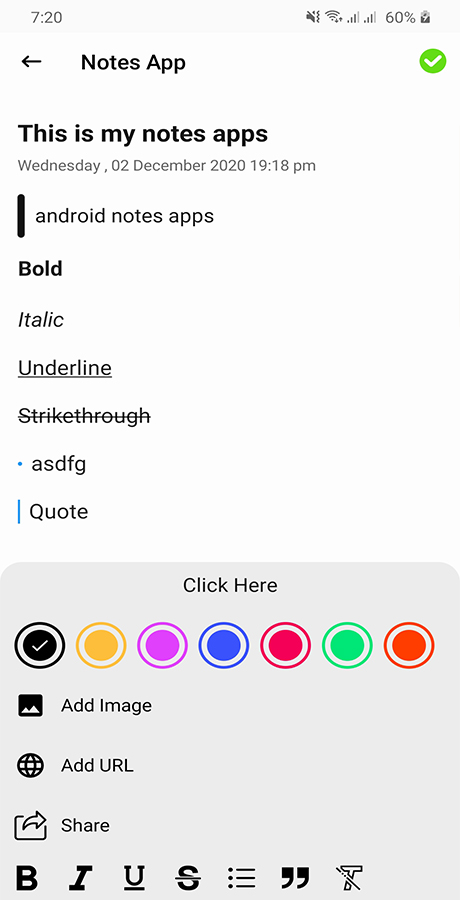 7:20
60%
Notes App
This is my notes apps
Wednesday , 02 December 2020 19:18 pm
android notes apps
Bold
Italic
Underline
Strikethrough
• asdfg
Quote
Click Here
Add Image
Add URL
Share
B I U S